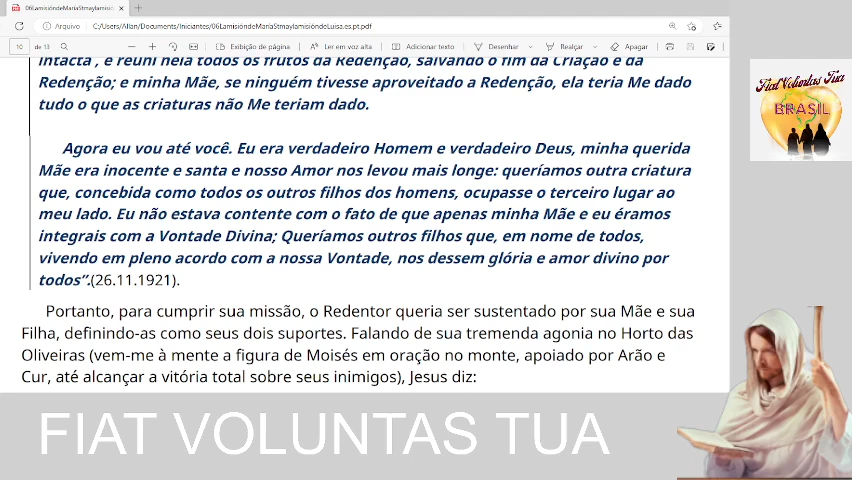 06LamisióndeMaríaStmaylamisiónd
Arquivo
C:/Users/Allan/Documents/Iniciantes/06LamisióndeMaríaStmaylamisióndeLuisa.es.pt.pdf
10 de 13
Exibição de página
Ler em voz alta
Adicionar texto
Desenhar
Realçar
Apagar
intacta", e reuni nela todos os frutos da Redenção, salvando o fim da Criação e da
Redenção; e minha Mãe, se ninguém tivesse aproveitado a Redenção, ela teria Me dado
tudo o que as criaturas não Me teriam dado.
Agora eu vou até você. Eu era verdadeiro Homem e verdadeiro Deus, minha querida
Mãe era inocente e santa e nosso Amor nos levou mais longe: queríamos outra criatura
que, concebida como todos os outros filhos dos homens, ocupasse o terceiro lugar ao
meu lado. Eu não estava contente com o fato de que apenas minha Mãe e eu éramos
integrais com a Vontade Divina; Queríamos outros filhos que, em nome de todos,
vivendo em pleno acordo com a nossa Vontade, nos dessem glória e amor divino por
todos”.(26.11.1921).
Portanto, para cumprir sua missão, o Redentor queria ser sustentado por sua Mãe e sua
Filha, definindo-as como seus dois suportes. Falando de sua tremenda agonia no Horto das
Oliveiras (vem-me à mente a figura de Moisés em oração no monte, apoiado por Arão e
Cur, até alcançar a vitória total sobre seus inimigos), Jesus diz:
Fiat Voluntas Tua
BRASIL
FIAT VOLUNTAS TUA